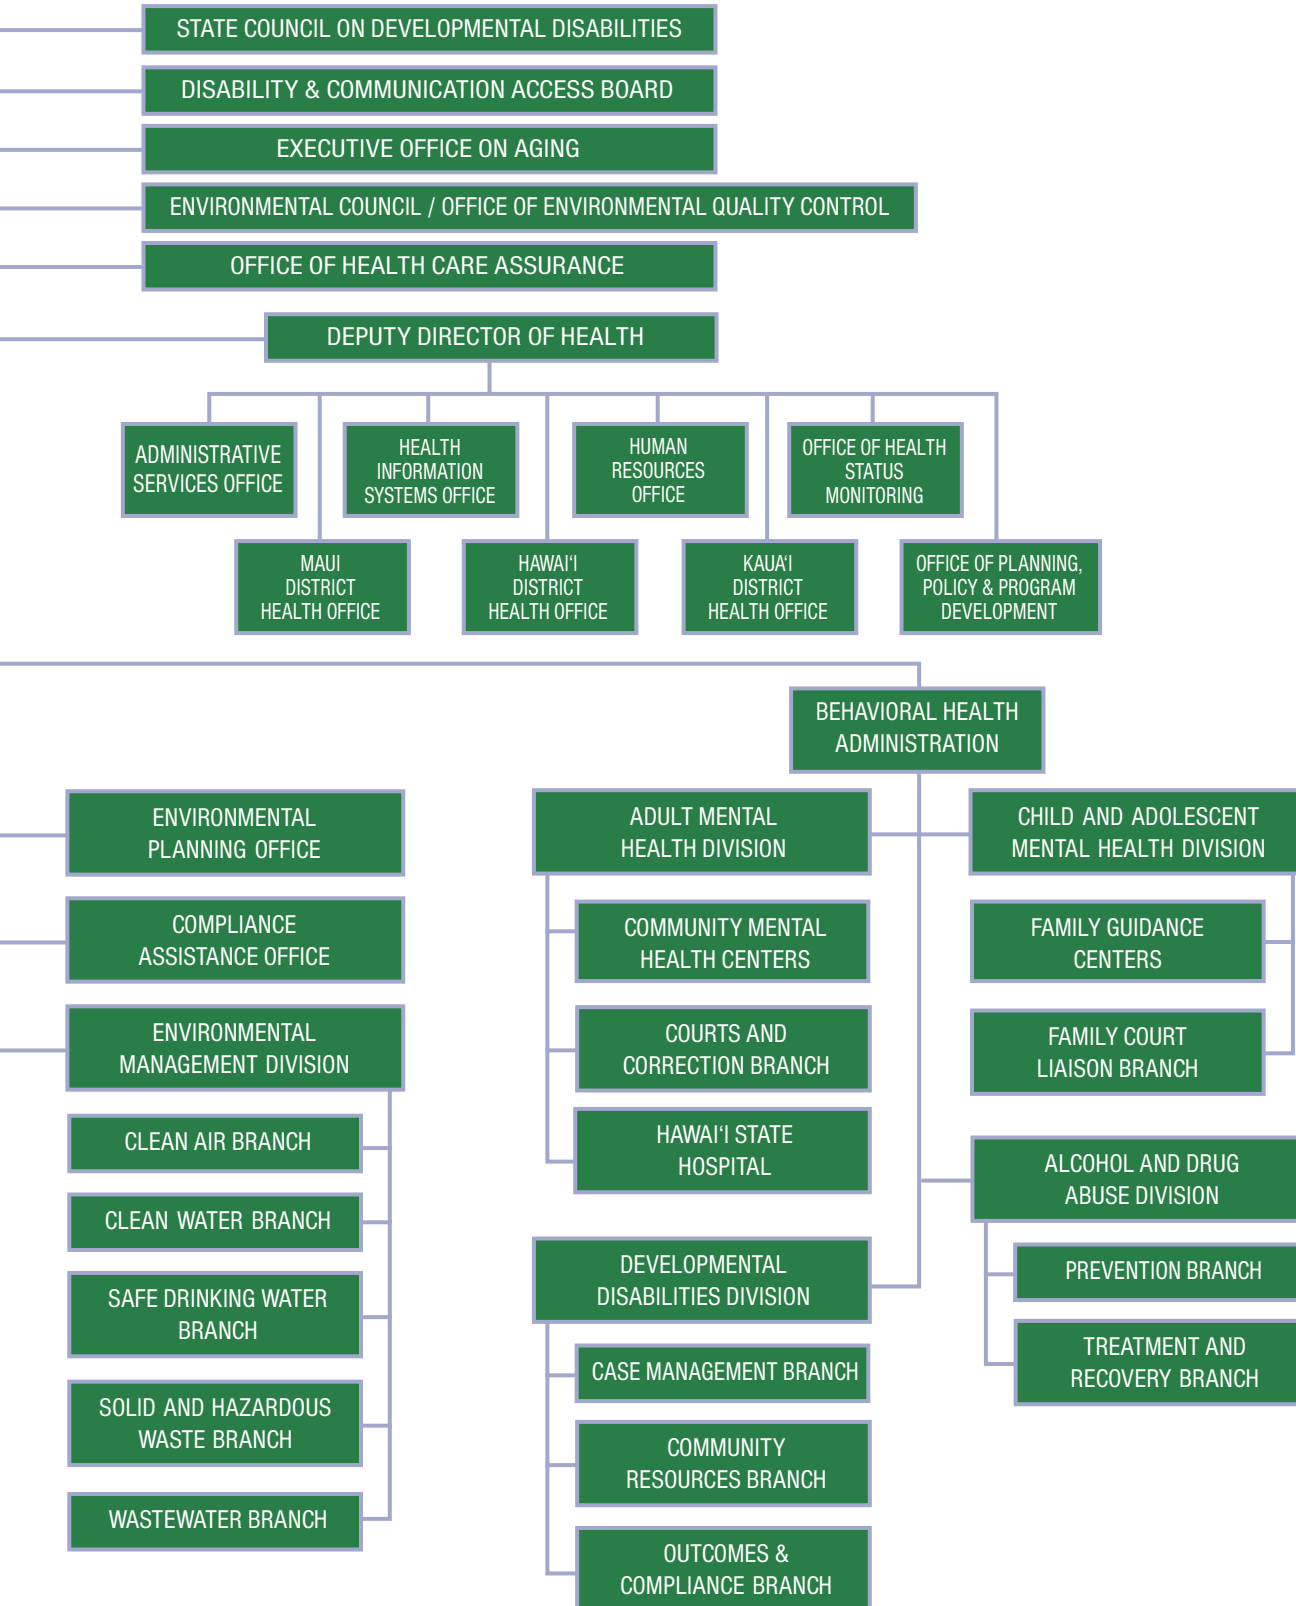 STATE COUNCIL ON DEVELOPMENTAL DISABILITIES
DISABILITY & COMMUNICATION ACCESS BOARD
EXECUTIVE OFFICE ON AGING
ENVIRONMENTAL COUNCIL / OFFICE OF ENVIRONMENTAL QUALITY CONTROL
OFFICE OF HEALTH CARE ASSURANCE
DEPUTY DIRECTOR OF HEALTH
ADMINISTRATIVE
SERVICES OFFICE
HEALTH
INFORMATION
SYSTEMS OFFICE
HUMAN
RESOURCES
OFFICE
OFFICE OF HEALTH
STATUS
MONITORING
MAUI
DISTRICT
HEALTH OFFICE
HAWAI‘I
DISTRICT
HEALTH OFFICE
KAUA‘I
DISTRICT
HEALTH OFFICE
OFFICE OF PLANNING,
POLICY & PROGRAM
DEVELOPMENT
BEHAVIORAL HEALTH
ADMINISTRATION
ENVIRONMENTAL
PLANNING OFFICE
COMPLIANCE
ASSISTANCE OFFICE
ENVIRONMENTAL
MANAGEMENT DIVISION
CLEAN AIR BRANCH
CLEAN WATER BRANCH
SAFE DRINKING WATER
BRANCH
SOLID AND HAZARDOUS
WASTE BRANCH
WASTEWATER BRANCH
ADULT MENTAL
HEALTH DIVISION
COMMUNITY MENTAL
HEALTH CENTERS
COURTS AND
CORRECTION BRANCH
HAWAI‘I STATE
HOSPITAL
DEVELOPMENTAL
DISABILITIES DIVISION
CASE MANAGEMENT BRANCH
COMMUNITY
RESOURCES BRANCH
OUTCOMES &
COMPLIANCE BRANCH
CHILD AND ADOLESCENT
MENTAL HEALTH DIVISION
FAMILY GUIDANCE
CENTERS
FAMILY COURT
LIAISON BRANCH
ALCOHOL AND DRUG
ABUSE DIVISION
PREVENTION BRANCH
TREATMENT AND
RECOVERY BRANCH